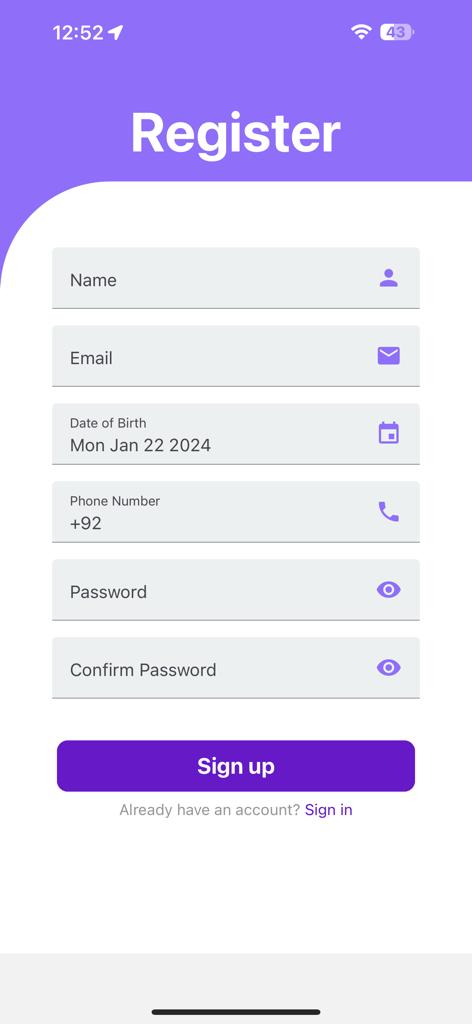 12:52
43
Register
Name
Email
Date of Birth
Mon Jan 22 2024
Phone Number
+92
Password
Confirm Password
Sign up
Already have an account? Sign in